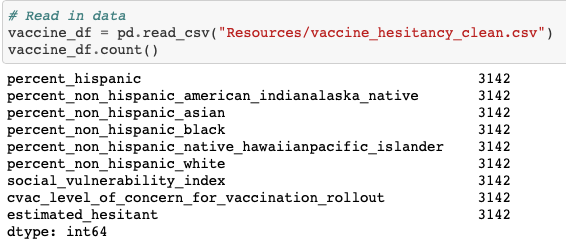 # Read in data
vaccine_df = pd.read_csv("Resources/vaccine_hesitancy_clean.csv")
vaccine_df.count()
percent_hispanic 3142
percent_non_hispanic_american_indianalaska_native 3142
percent_non_hispanic_asian 3142
percent_non_hispanic_black 3142
percent_non_hispanic_native_hawaiianpacific_islander 3142
percent_non_hispanic_white 3142
social_vulnerability_index 3142
cvac_level_of_concern_for_vaccination_rollout 3142
estimated_hesitant 3142
dtype: int64